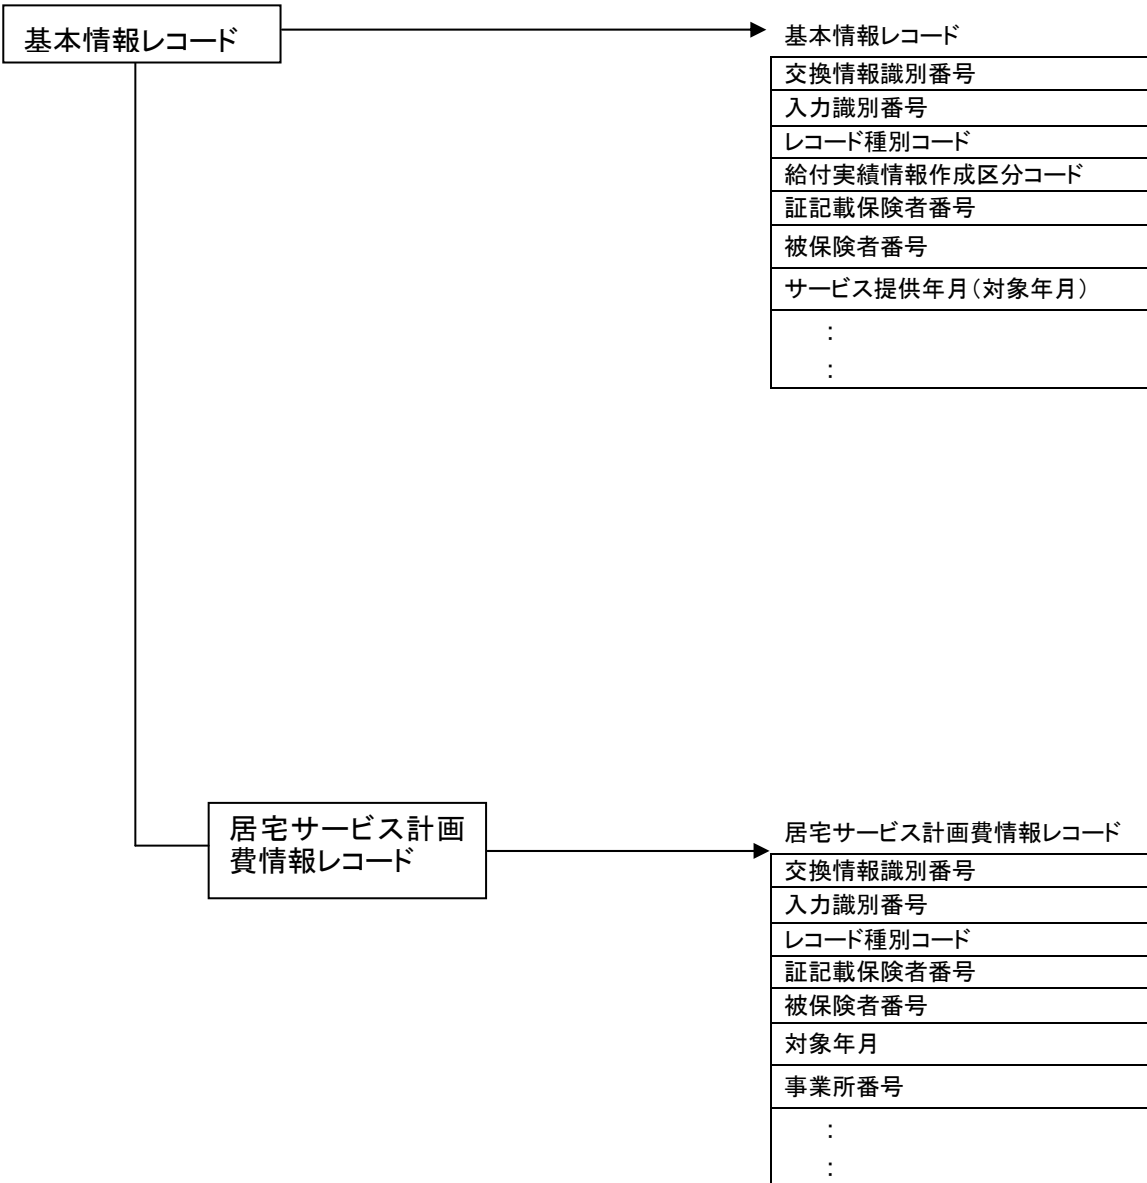 基本情報レコード
基本情報レコード
交換情報識別番号
入力識別番号
レコード種別コード
給付実績情報作成区分コード
証記載保険者番号
被保険者番号
サービス提供年月(対象年月)
:
:
居宅サービス計画
費情報レコード
居宅サービス計画費情報レコード
交換情報識別番号
入力識別番号
レコード種別コード
証記載保険者番号
被保険者番号
対象年月
事業所番号
:
: